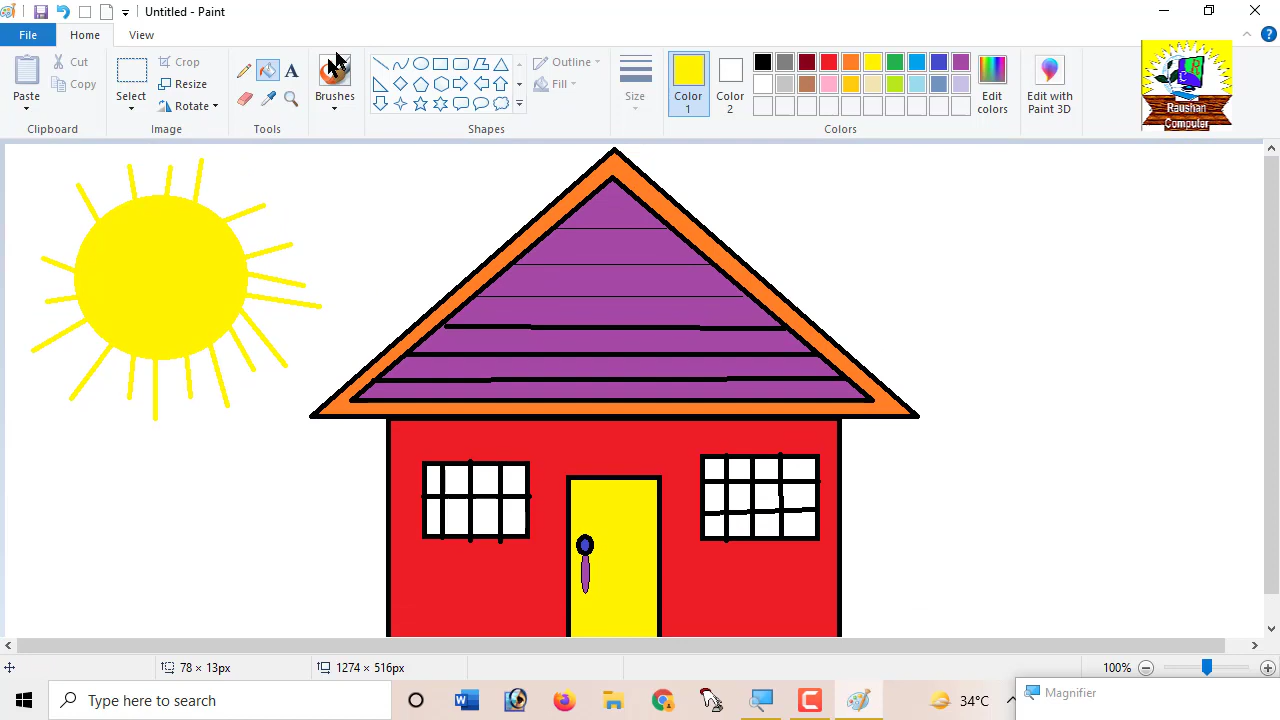 Untitled - Paint
File
Home
View
Paste
Cut
Copy
Clipboard
Select
Crop
Resize
Rotate
Image
A
Tools
Brushes
Outline
Fill
Shapes
Size
Color 1
Color 2
Edit colors
Colors
Edit with Paint 3D
Raushan
Computer
78 × 13px
1274 × 516px
100%
Type here to search
34°C
Magnifier